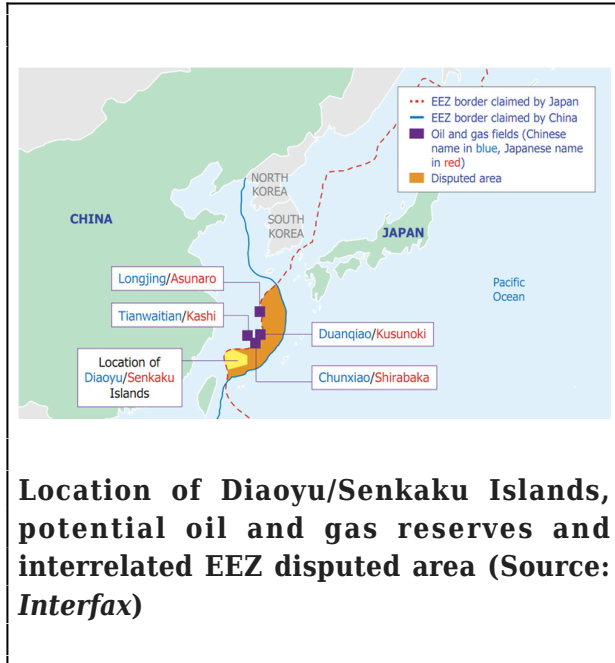 EEZ border claimed by Japan
EEZ border claimed by China
Oil and gas fields (Chinese
name in blue, Japanese name
in red)
Disputed area
NORTH
KOREA
SOUTH
KOREA
CHINA
JAPAN
Pacific
Ocean
Longjing/Asunaro
Tianwaitian/Kashi
Duanqiao/Kusunoki
Location of
Diaoyu/Senkaku
Islands
Chunxiao/Shirabaka
Location of Diaoyu/Senkaku Islands,
potential oil and gas reserves and
interrelated EEZ disputed area (Source:
Interfax)